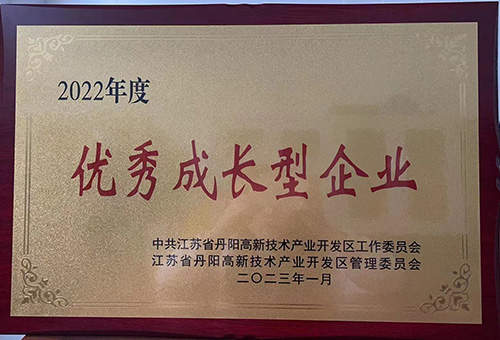 2022年度
优秀成长型企业
中共江苏省丹阳高新技术产业开发区工作委员会
江苏省丹阳高新技术产业开发区管理委员会
二〇二三年一月